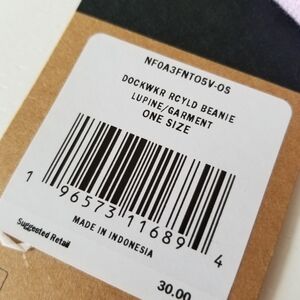 NF0A3FNTO5V-OS
DOCKWKR RCYLD BEANIE
LUPINE/GARMENT
ONE SIZE
1 96573 11689 4
MADE IN INDONESIA
Suggested Retail
30.00